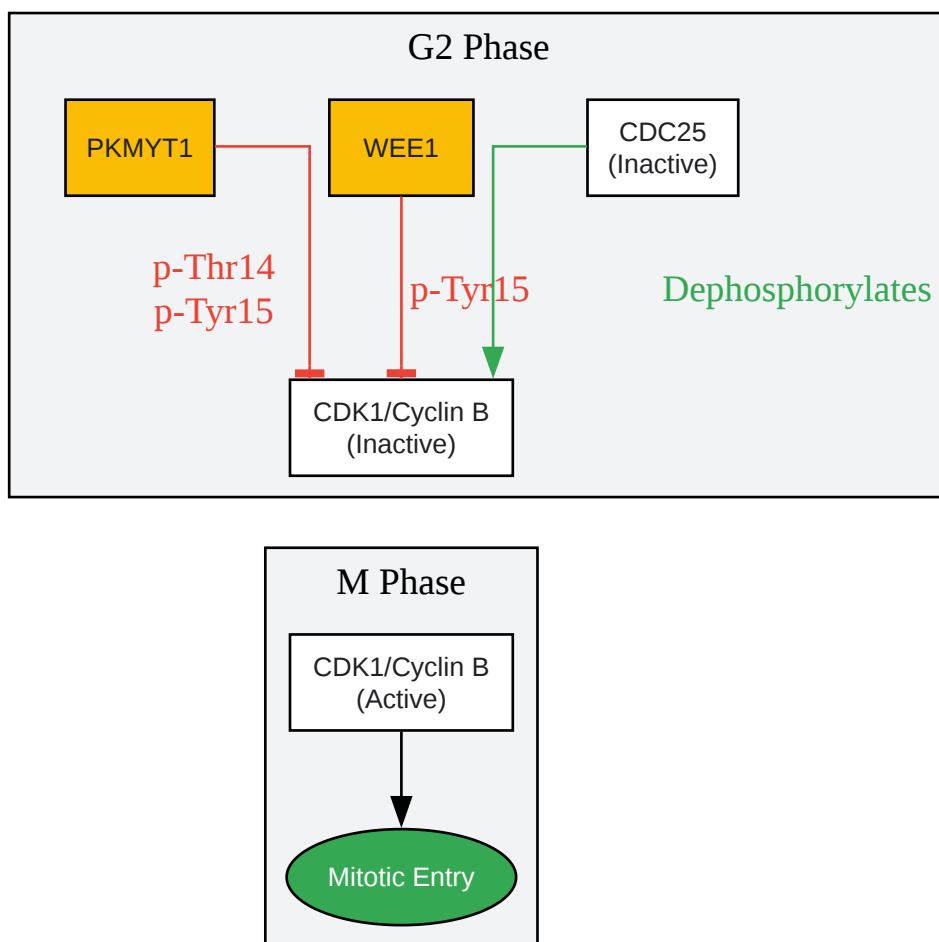 G2 Phase
PKMYT1
WEE1
CDC25
(Inactive)
p-Thr14
p-Tyr15
p-Tyr15
Dephosphorylates
CDK1/Cyclin B
(Inactive)
M Phase
CDK1/Cyclin B
(Active)
Mitotic Entry